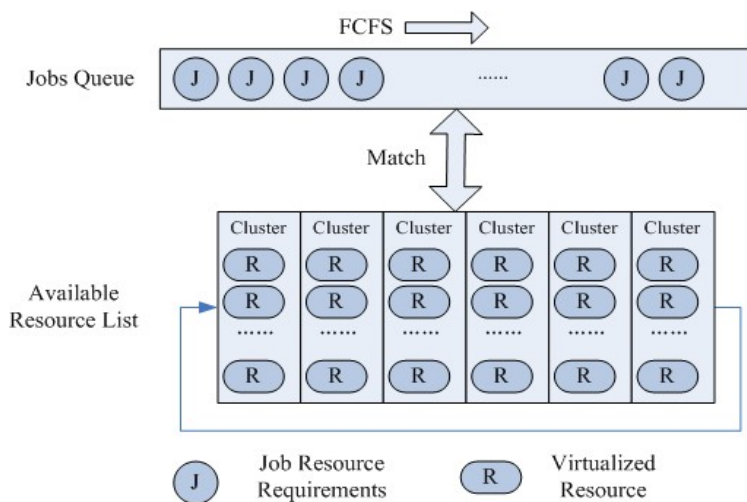 FCFS
Jobs Queue
J J J J ...... J J
Match
Cluster Cluster Cluster Cluster Cluster Cluster
R R R R R R
Available
Resource List
R R R R R R
...... ...... ...... ...... ...... ......
R R R R R R
J Job Resource
Requirements
R Virtualized
Resource